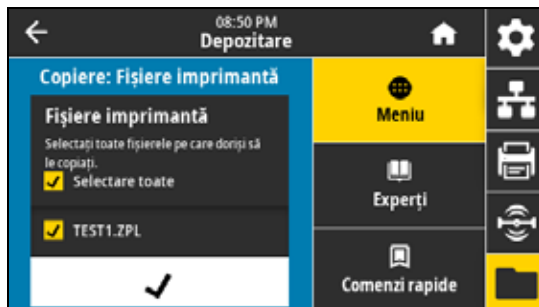 08:50 PM
Depozitare
Copiere: Fișiere imprimantă
Fișiere imprimantă
Selectați toate fișierele pe care doriși să
le copiați.
Selectare toate
TEST1.ZPL
Meniu
Experți
Comenzi rapide